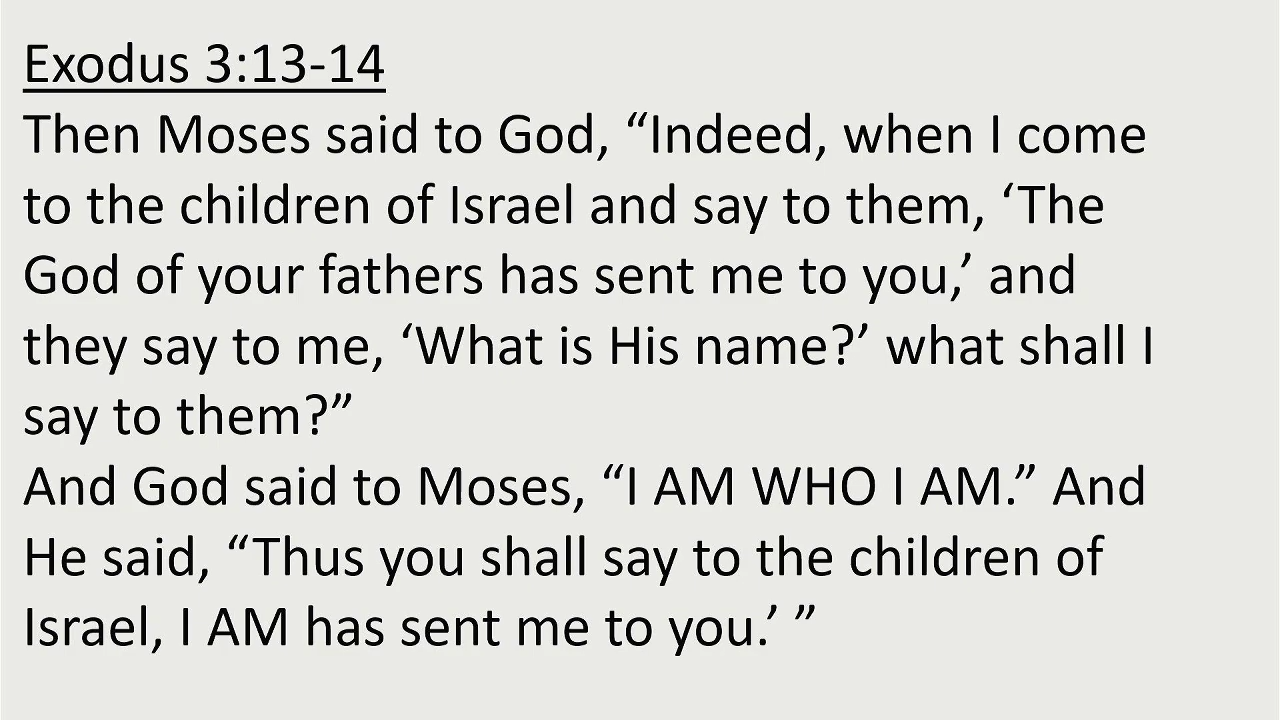 Exodus 3:13-14
Then Moses said to God, “Indeed, when I come
to the children of Israel and say to them, ‘The
God of your fathers has sent me to you,’ and
they say to me, ‘What is His name?’ what shall I
say to them?”
And God said to Moses, “I AM WHO I AM.” And
He said, “Thus you shall say to the children of
Israel, I AM has sent me to you.’ ”